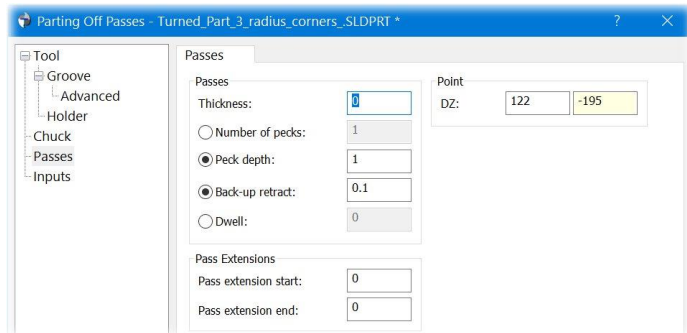 Parting Off Passes - Turned_Part_3_radius_corners_.SLDPRT * ?
Tool
Groove
Advanced
Holder
Chuck
Passes
Inputs
Passes
Passes
Thickness: 0
Number of pecks: 1
Peck depth: 1
Back-up retract: 0.1
Dwell: 0
Pass Extensions
Pass extension start: 0
Pass extension end: 0
Point
DZ: 122 -195